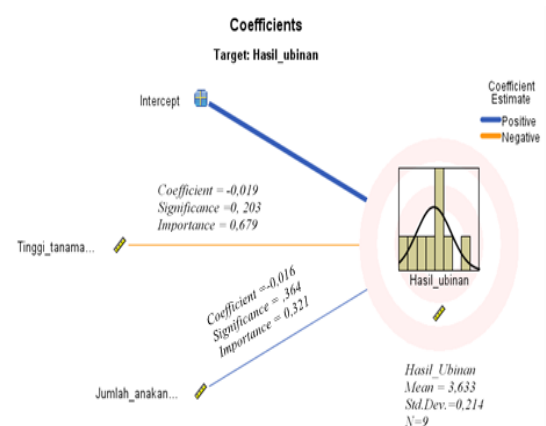 Coefficients
Target: Hasil_ubinan
Intercept
Coefficient
Estimate
Positive
Negative
Coefficient = -0,019
Significance =0, 203
Importance = 0,679
Tinggi_tanama...
Hasil_ubinan
Coefficient =-0,016
Significance = ,364
Importance = 0,321
Jumlah_anakan...
Hasil_Ubinan
Mean = 3,633
Std.Dev.=0,214
N=9